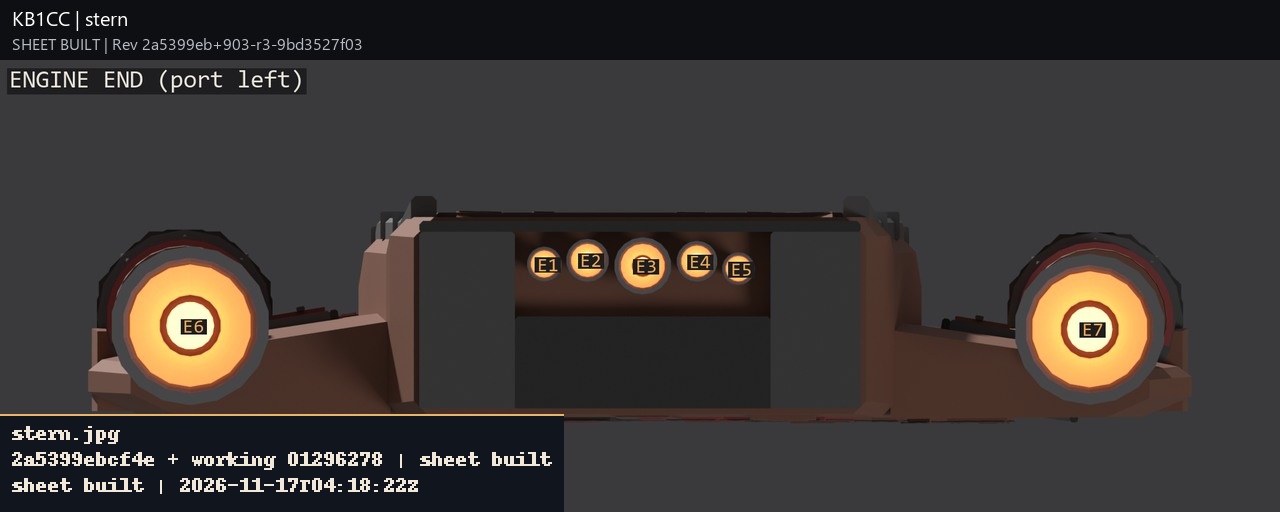 KB1CC | stern
SHEET BUILT | Rev 2a5399eb+903-r3-9bd3527f03
ENGINE END (port left)
E1
E2
E3
E4
E5
E6
E7
stern.jpg
2a5399ebcf4e + working 01296278 | sheet built
sheet built | 2026-11-17T04:18:22Z